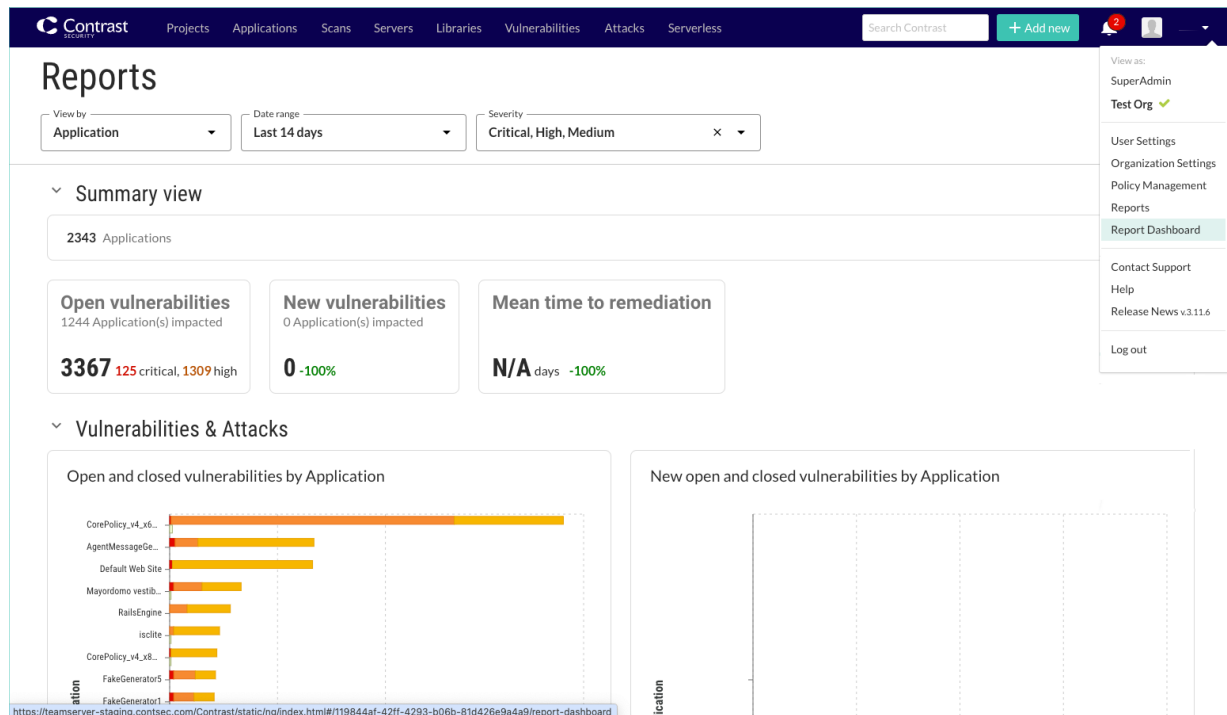 Contrast
SECURITY
Projects Applications Scans Servers Libraries Vulnerabilities Attacks Serverless
Search Contrast
+ Add new
2
View as:
SuperAdmin
Test Org
User Settings
Organization Settings
Policy Management
Reports
Report Dashboard
Contact Support
Help
Release News v.3.11.6
Log out
Reports
View by
Application
Date range
Last 14 days
Severity
Critical, High, Medium
Summary view
2343 Applications
Open vulnerabilities
1244 Application(s) impacted
3367 125 critical, 1309 high
New vulnerabilities
0 Application(s) impacted
0 -100%
Mean time to remediation
N/A days -100%
Vulnerabilities & Attacks
Open and closed vulnerabilities by Application
CorePolicy_v4_x6...
AgentMessageGe...
Default Web Site
Mayordomo vestib...
RailsEngine
isclite
CorePolicy_v4_x8...
FakeGenerator5
FakeGenerator1
ation
New open and closed vulnerabilities by Application
ication
https://teamserver-staging.contsec.com/Contrast/static/ng/index.html#/119844af-42ff-4293-b06b-81d426e9a4a9/report-dashboard